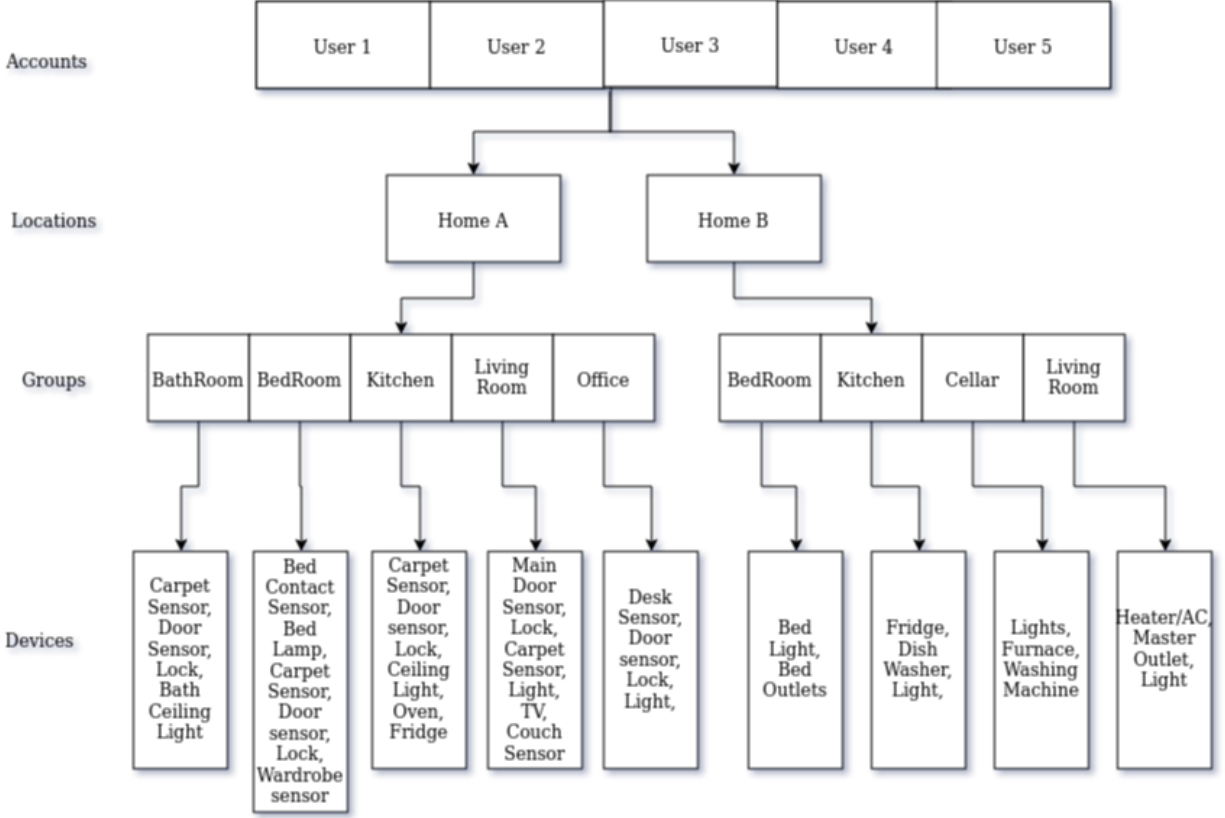 Accounts
User 1
User 2
User 3
User 4
User 5
Locations
Home A
Home B
Groups
BathRoom
BedRoom
Kitchen
Living
Room
Office
BedRoom
Kitchen
Cellar
Living
Room
Devices
Carpet
Sensor,
Door
Sensor,
Lock,
Bath
Ceiling
Light
Bed
Contact
Sensor,
Bed
Lamp,
Carpet
Sensor,
Door
sensor,
Lock,
Wardrobe
sensor
Carpet
Sensor,
Door
sensor,
Lock,
Ceiling
Light,
Oven,
Fridge
Main
Door
Sensor,
Lock,
Carpet
Sensor,
Light,
TV,
Couch
Sensor
Desk
Sensor,
Door
sensor,
Lock,
Light,
Bed
Light,
Bed
Outlets
Fridge,
Dish
Washer,
Light,
Lights,
Furnace,
Washing
Machine
Heater/AC,
Master
Outlet,
Light